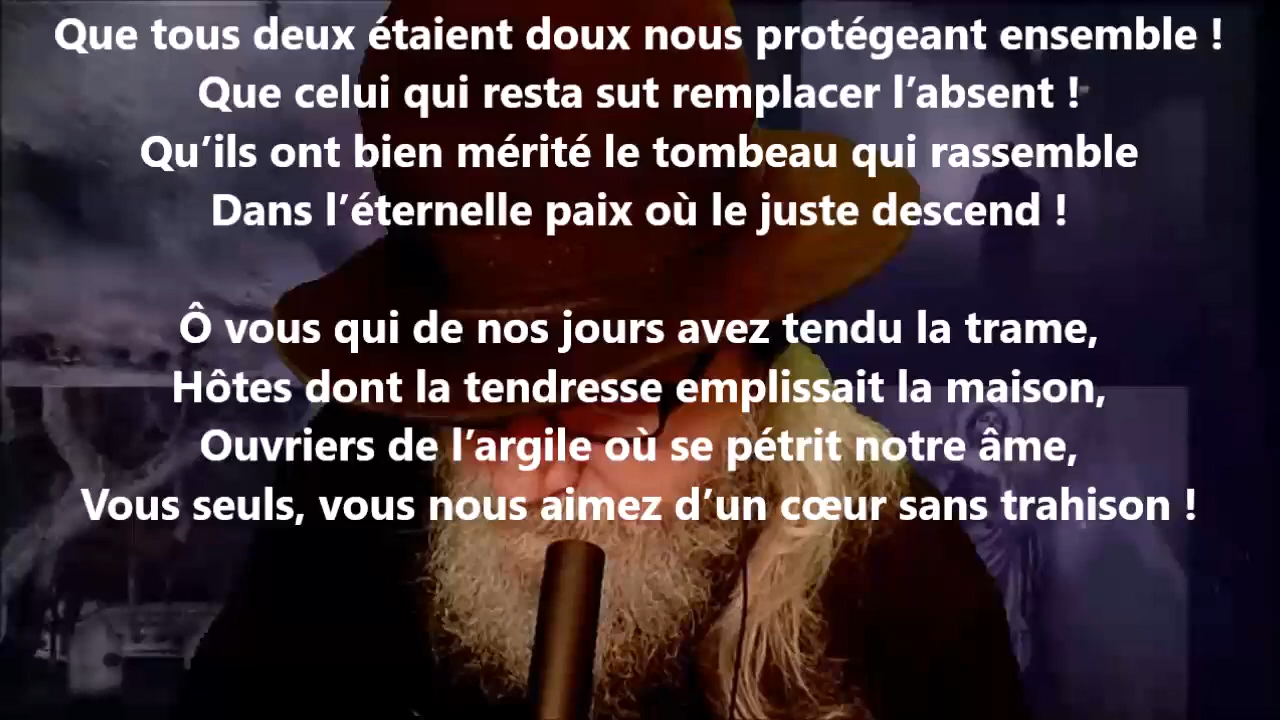 Que tous deux étaient doux nous protégeant ensemble !
Que celui qui resta sut remplacer l’absent !
Qu’ils ont bien mérité le tombeau qui rassemble
Dans l’éternelle paix où le juste descend !
Ô vous qui de nos jours avez tendu la trame,
Hôtes dont la tendresse emplissait la maison,
Ouvriers de l’argile où se pétrit notre âme,
Vous seuls, vous nous aimez d’un cœur sans trahison !